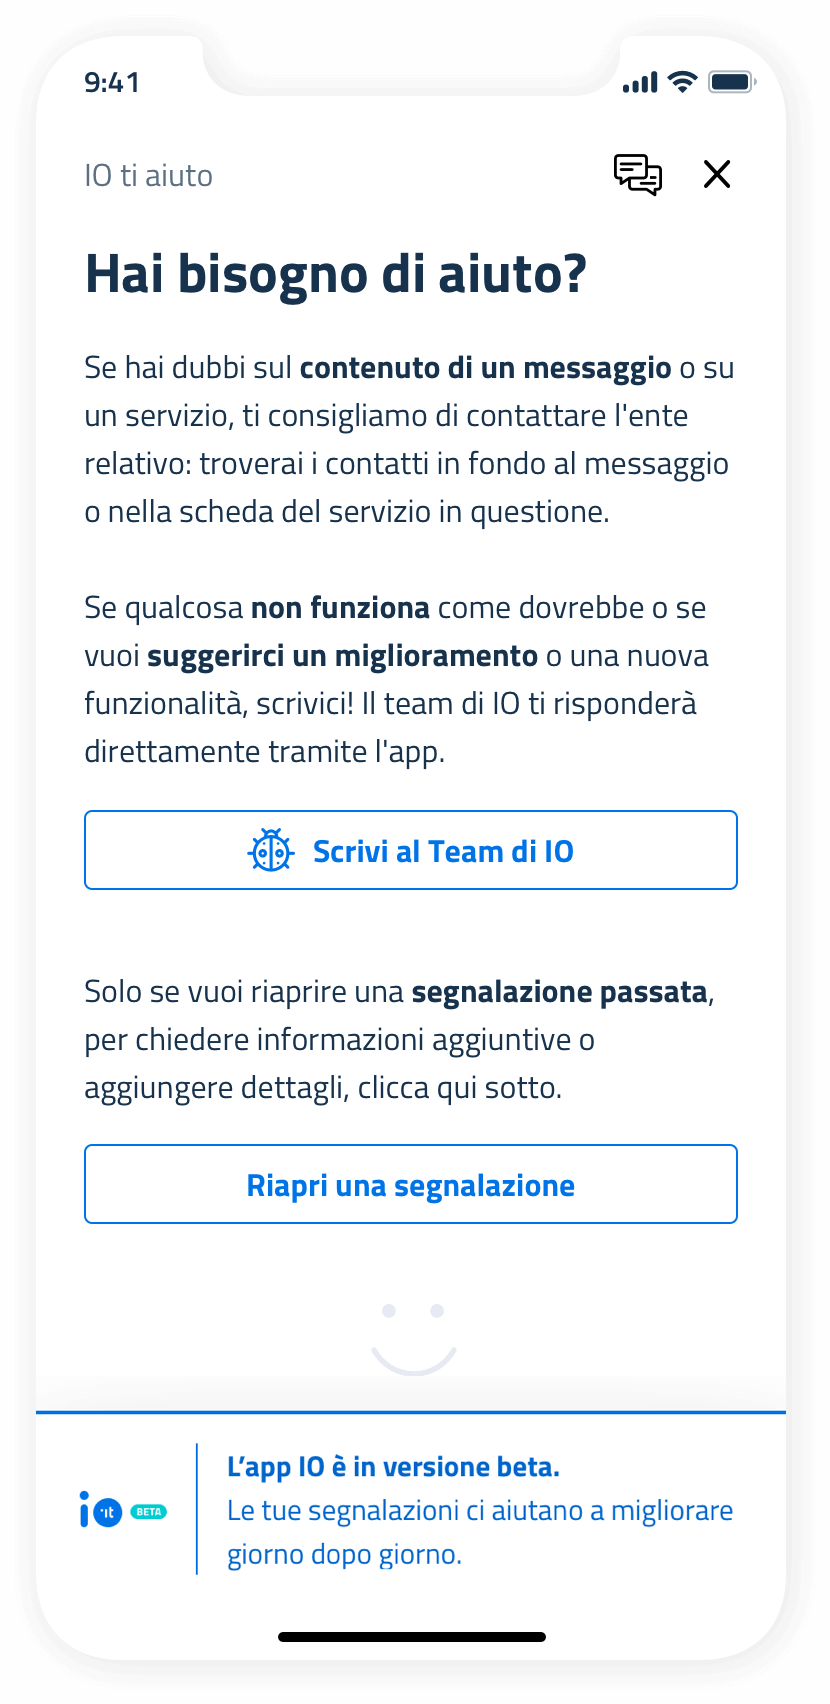 9:41
IO ti aiuto
Hai bisogno di aiuto?
Se hai dubbi sul contenuto di un messaggio o su
un servizio, ti consigliamo di contattare l'ente
relativo: troverai i contatti in fondo al messaggio
o nella scheda del servizio in questione.
Se qualcosa non funziona come dovrebbe o se
vuoi suggerirci un miglioramento o una nuova
funzionalità, scrivici! Il team di IO ti risponderà
direttamente tramite l'app.
Scrivi al Team di IO
Solo se vuoi riaprire una segnalazione passata,
per chiedere informazioni aggiuntive o
aggiungere dettagli, clicca qui sotto.
Riapri una segnalazione
io it BETA
L’app IO è in versione beta.
Le tue segnalazioni ci aiutano a migliorare
giorno dopo giorno.